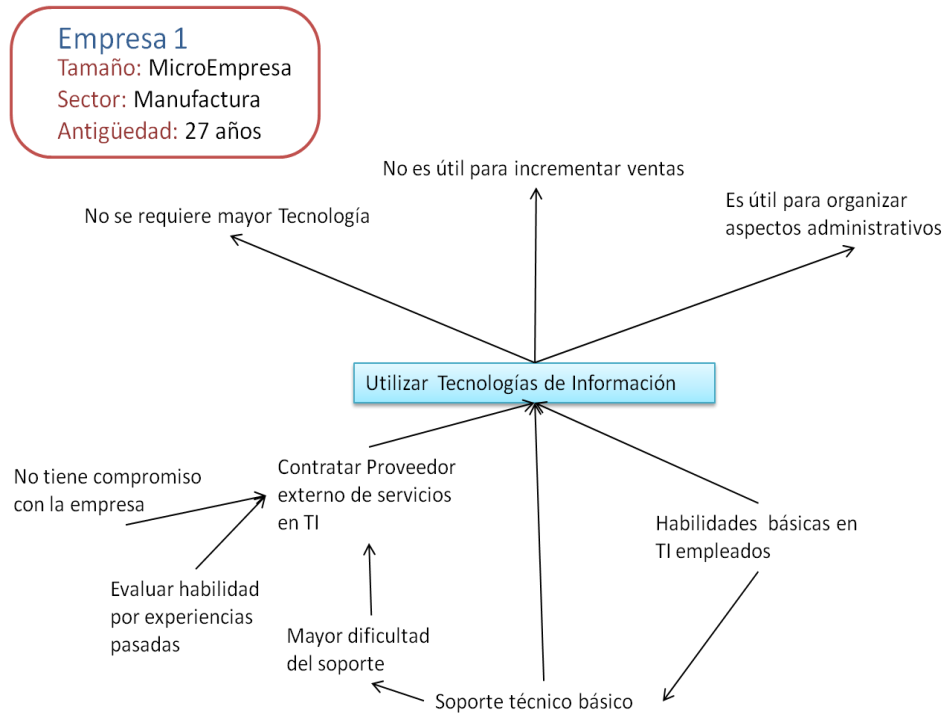 Empresa 1
Tamaño: MicroEmpresa
Sector: Manufactura
Antigüedad: 27 años
No es útil para incrementar ventas
No se requiere mayor Tecnología
Es útil para organizar
aspectos administrativos
Utilizar Tecnologías de Información
No tiene compromiso
con la empresa
Contratar Proveedor
externo de servicios
en TI
Habilidades básicas en
TI empleados
Evaluar habilidad
por experiencias
pasadas
Mayor dificultad
del soporte
Soporte técnico básico